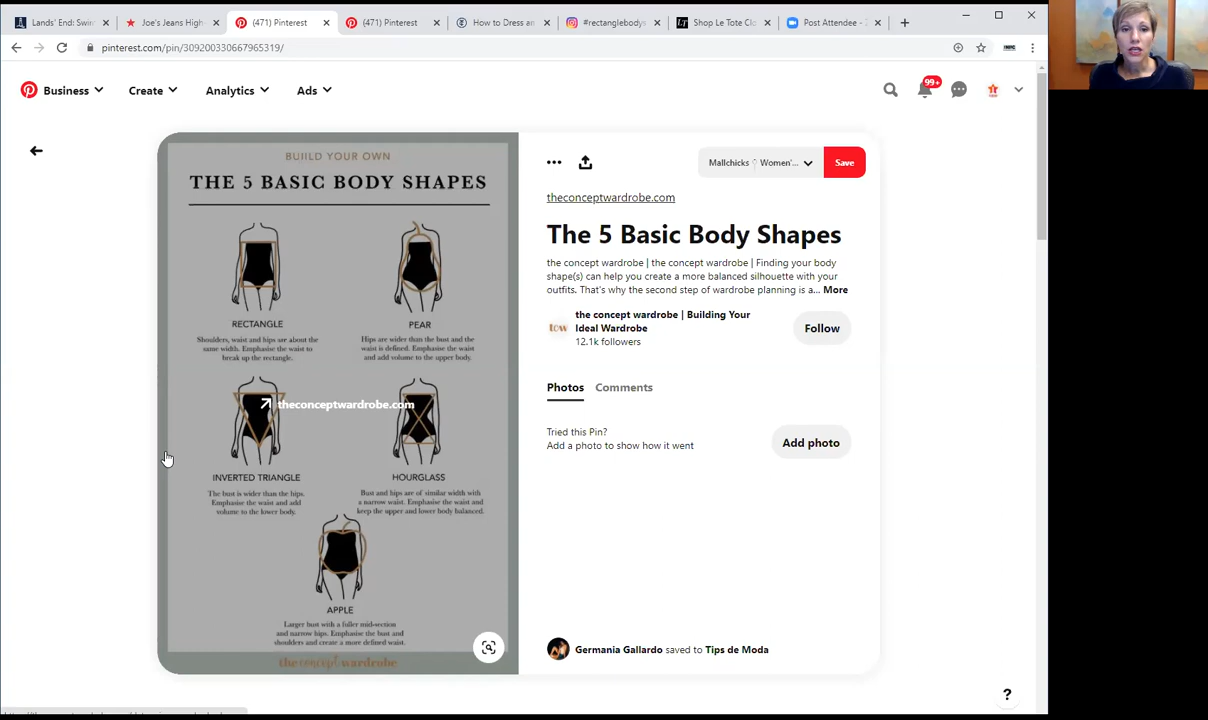 Lands' End: Swim
Joe's Jeans High-
(471) Pinterest
(471) Pinterest
How to Dress an
#rectanglebodys
Shop Le Tote Clo
Post Attendee -
pinterest.com/pin/309200330667965319/
Business
Create
Analytics
Ads
99+
BUIILD YOUR OWN
THE 5 BASIC BODY SHAPES
RECTANGLE
Shoulders, waist and hips are about the
same width. Emphasise the waist to
break up the rectangle.
PEAR
Hips are wider than the bust and the
waist is defined. Emphasise the waist
and add volume to the upper body.
theconceptwardrobe.com
INVERTED TRIANGLE
The bust is wider than the hips.
Emphasise the waist and add
volume to the lower body.
HOURGLASS
Bust and hips are of similar width with
a narrow waist. Emphasise the waist and
keep the upper and lower body balanced.
APPLE
Larger bust with a fuller mid-section
and narrow hips. Emphasise the bust and
shoulders and create a more defined waist.
the concept wardrobe
Mallchicks
Women'...
Save
theconceptwardrobe.com
The 5 Basic Body Shapes
the concept wardrobe | the concept wardrobe | Finding your body
shape(s) can help you create a more balanced silhouette with your
outfits. That's why the second step of wardrobe planning is a... More
tcw
the concept wardrobe | Building Your
Ideal Wardrobe
12.1k followers
Follow
Photos
Comments
Tried this Pin?
Add a photo to show how it went
Add photo
Germania Gallardo saved to Tips de Moda
?